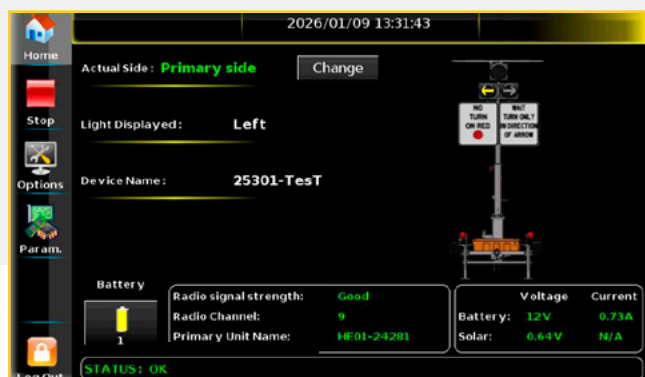 2026/01/09 13:31:43
Home
Actual Side: Primary side
Change
Stop
Light Displayed: Left
NO
TURN
ON RED
WAIT
TURN ONLY
IN DIRECTION
OF ARROW
Options
Device Name: 25301-TesT
Param.
Battery
1
Radio signal strength: Good
Radio Channel: 9
Primary Unit Name: HE01-24281
Voltage Current
Battery: 12V 0.73A
Solar: 0.64V N/A
Log Out
STATUS: OK